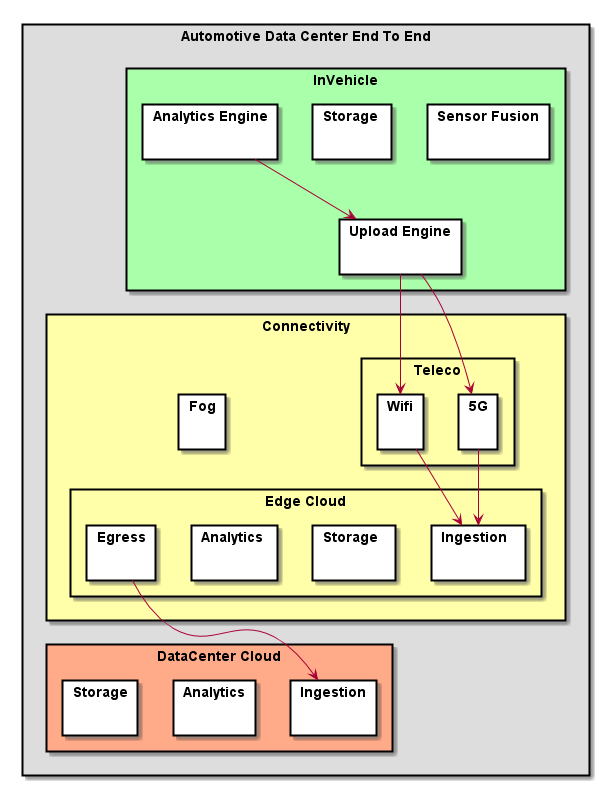 Automotive Data Center End To End
InVehicle
Analytics Engine
Storage
Sensor Fusion
Upload Engine
Connectivity
Teleco
Fog
Wifi
5G
Edge Cloud
Egress
Analytics
Storage
Ingestion
DataCenter Cloud
Storage
Analytics
Ingestion